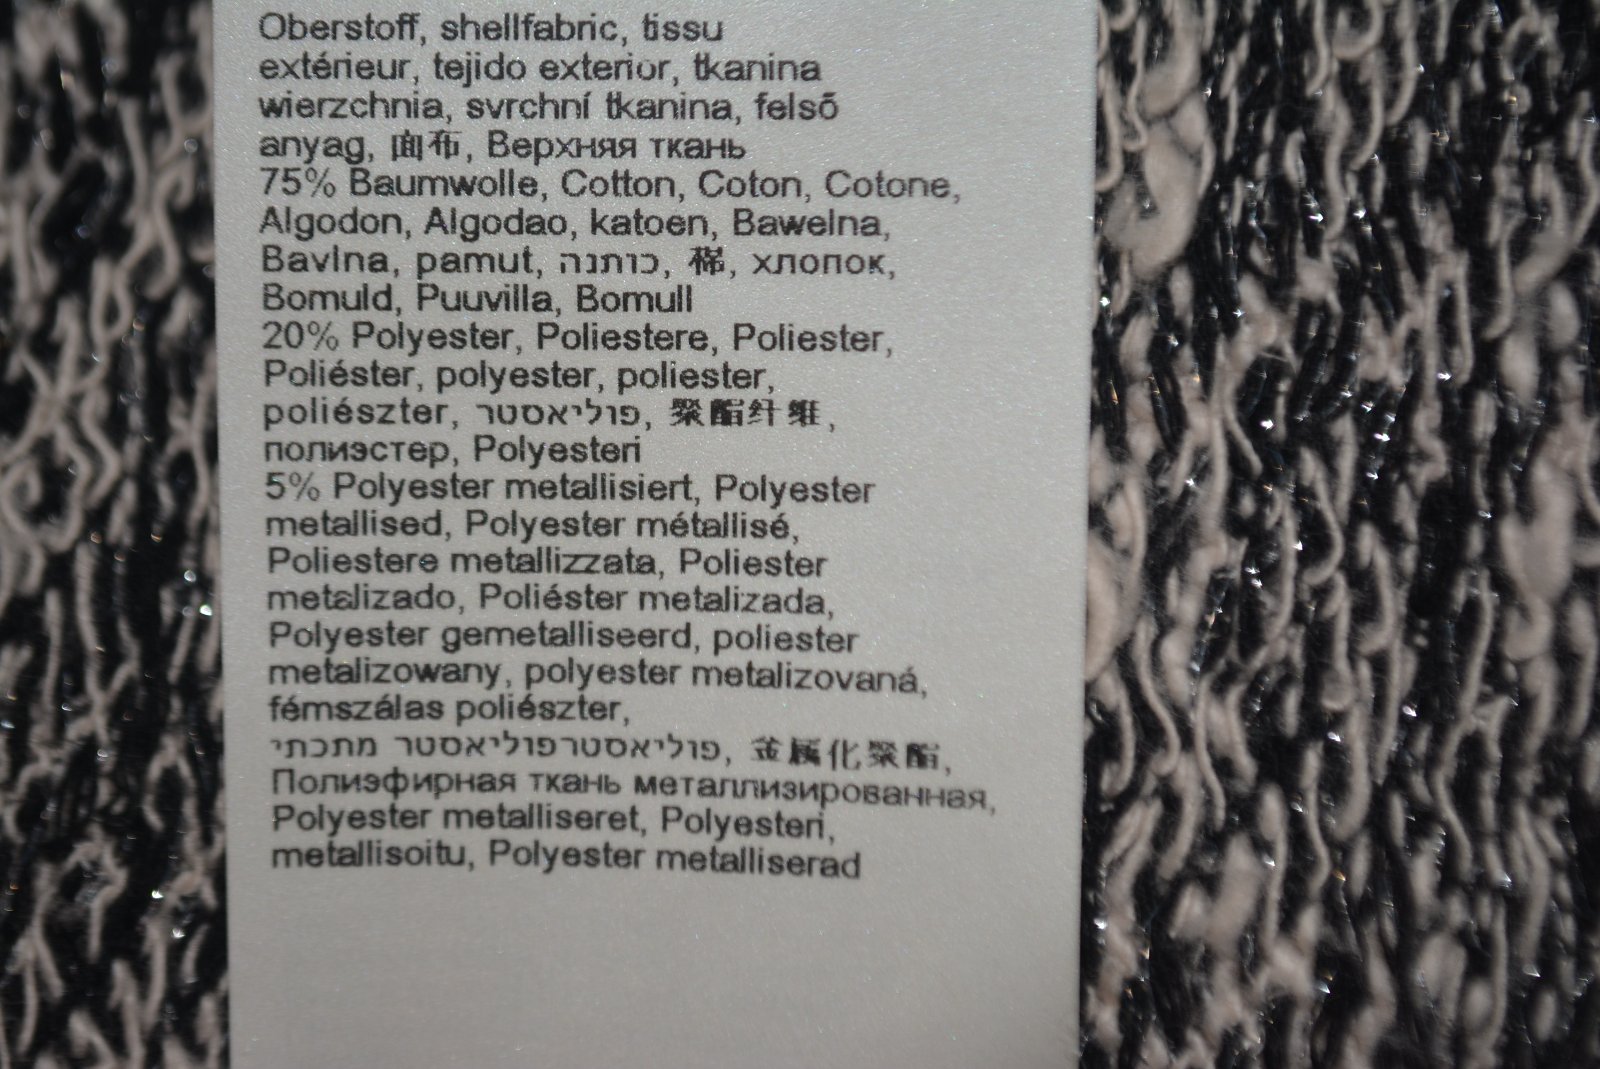 Oberstoff, shellfabric, tissu
extérieur, tejido exterior, tkanina
wierzchnia, svrchní tkanina, felsõ
anyag, 面布, Верхняя ткань
75% Baumwolle, Cotton, Coton, Cotone,
Algodon, Algodao, katoen, Bawelna,
Bavlna, pamut, כותנה, 棉, хлопок,
Bomuld, Puuvilla, Bomull
20% Polyester, Poliestere, Poliester,
Poliéster, polyester, poliester,
poliészter, פוליאסטר, 聚酯纤维,
полиэстер, Polyesteri
5% Polyester metallisiert, Polyester
metallised, Polyester métallisé,
Poliestere metallizzata, Poliester
metalizado, Poliéster metalizada,
Polyester gemetalliseerd, poliester
metalizowany, polyester metalizovaná,
fémszálas poliészter,
פוליאסטרפוליאסטר מתכתי, 金属化聚酯,
Полиэфирная ткань металлизированная,
Polyester metalliseret, Polyesteri,
metallisoitu, Polyester metalliserad